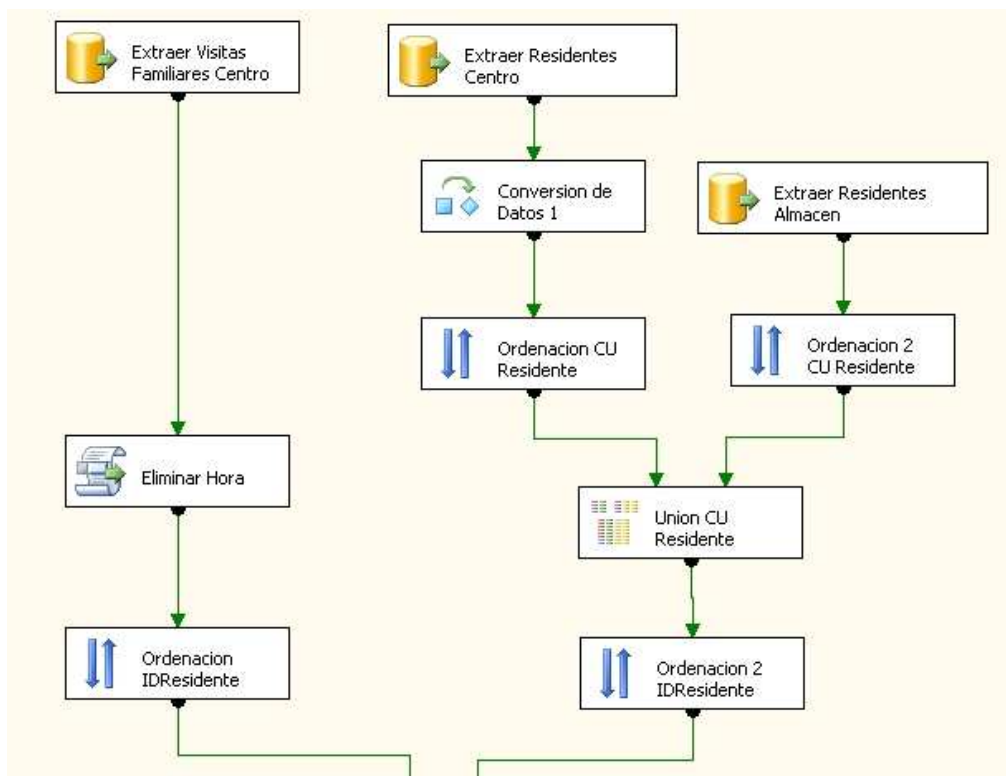 Extraer Visitas
Familiares Centro
Extraer Residentes
Centro
Conversion de
Datos 1
Extraer Residentes
Almacen
Ordenacion CU
Residente
Ordenacion 2
CU Residente
Eliminar Hora
Union CU
Residente
Ordenacion
IDResidente
Ordenacion 2
IDResidente